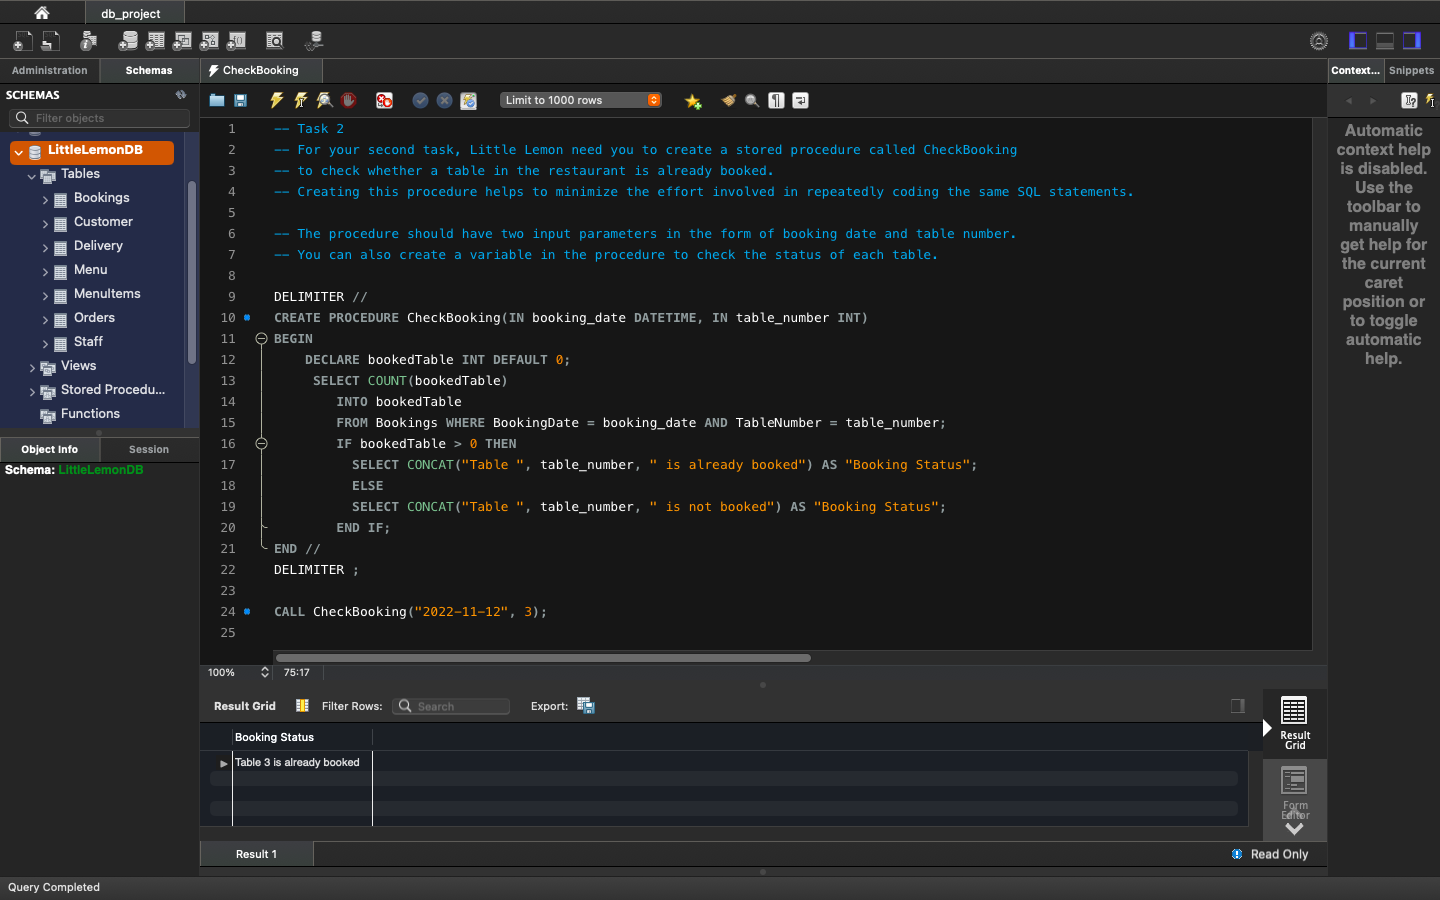 db_project
Administration
Schemas
CheckBooking
Context...
Snippets
SCHEMAS
Filter objects
LittleLemonDB
Tables
Bookings
Customer
Delivery
Menu
MenuItems
Orders
Staff
Views
Stored Procedu...
Functions
Object Info
Session
Schema: LittleLemonDB
Limit to 1000 rows
1 -- Task 2
2 -- For your second task, Little Lemon need you to create a stored procedure called CheckBooking
3 -- to check whether a table in the restaurant is already booked.
4 -- Creating this procedure helps to minimize the effort involved in repeatedly coding the same SQL statements.
5
6 -- The procedure should have two input parameters in the form of booking date and table number.
7 -- You can also create a variable in the procedure to check the status of each table.
8
9 DELIMITER //
10 CREATE PROCEDURE CheckBooking(IN booking_date DATETIME, IN table_number INT)
11 BEGIN
12 DECLARE bookedTable INT DEFAULT 0;
13 SELECT COUNT(bookedTable)
14 INTO bookedTable
15 FROM Bookings WHERE BookingDate = booking_date AND TableNumber = table_number;
16 IF bookedTable > 0 THEN
17 SELECT CONCAT("Table ", table_number, " is already booked") AS "Booking Status";
18 ELSE
19 SELECT CONCAT("Table ", table_number, " is not booked") AS "Booking Status";
20 END IF;
21 END //
22 DELIMITER ;
23
24 CALL CheckBooking("2022-11-12", 3);
25
100%
75:17
Automatic
context help
is disabled.
Use the
toolbar to
manually
get help for
the current
caret
position or
to toggle
automatic
help.
Result Grid
Filter Rows:
Search
Export:
Booking Status
Table 3 is already booked
Result
Grid
Form
Editor
Result 1
Read Only
Query Completed